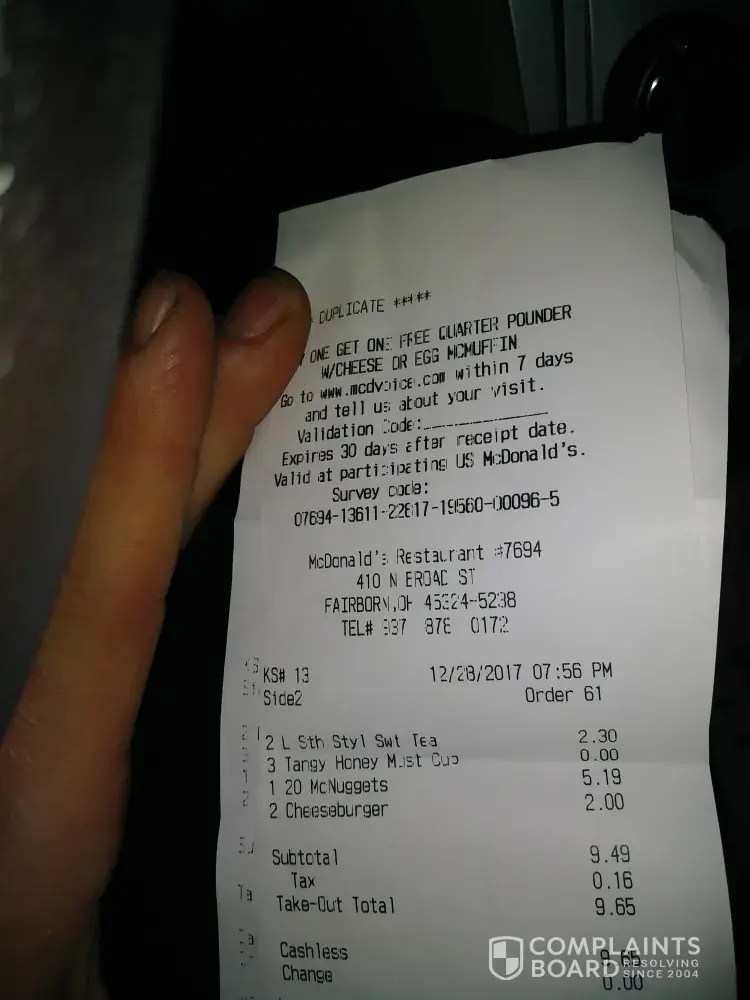 DUPLICATE *****
ONE GET ONE FREE QUARTER POUNDER
W/CHEESE OR EGG MCMUFFIN
Go to www.mcdvoice.com within 7 days
and tell us about your visit.
Validation Code:____________
Expires 30 days after receipt date.
Valid at participating US McDonald's.
Survey code:
07694-13611-22817-19560-00096-5
McDonald's Restaurant #7694
410 N BROAD ST
FAIRBORN,OH 45324-5238
TEL# 937 878 0172
KS# 13 12/28/2017 07:56 PM
Side2 Order 61
2 L Sth Styl Swt Tea 2.30
3 Tangy Honey Must Cup 0.00
1 20 McNuggets 5.19
2 Cheeseburger 2.00
Subtotal 9.49
Tax 0.16
Take-Out Total 9.65
Cashless 9.65
Change 0.00
COMPLAINTS
BOARD RESOLVING
SINCE 2004